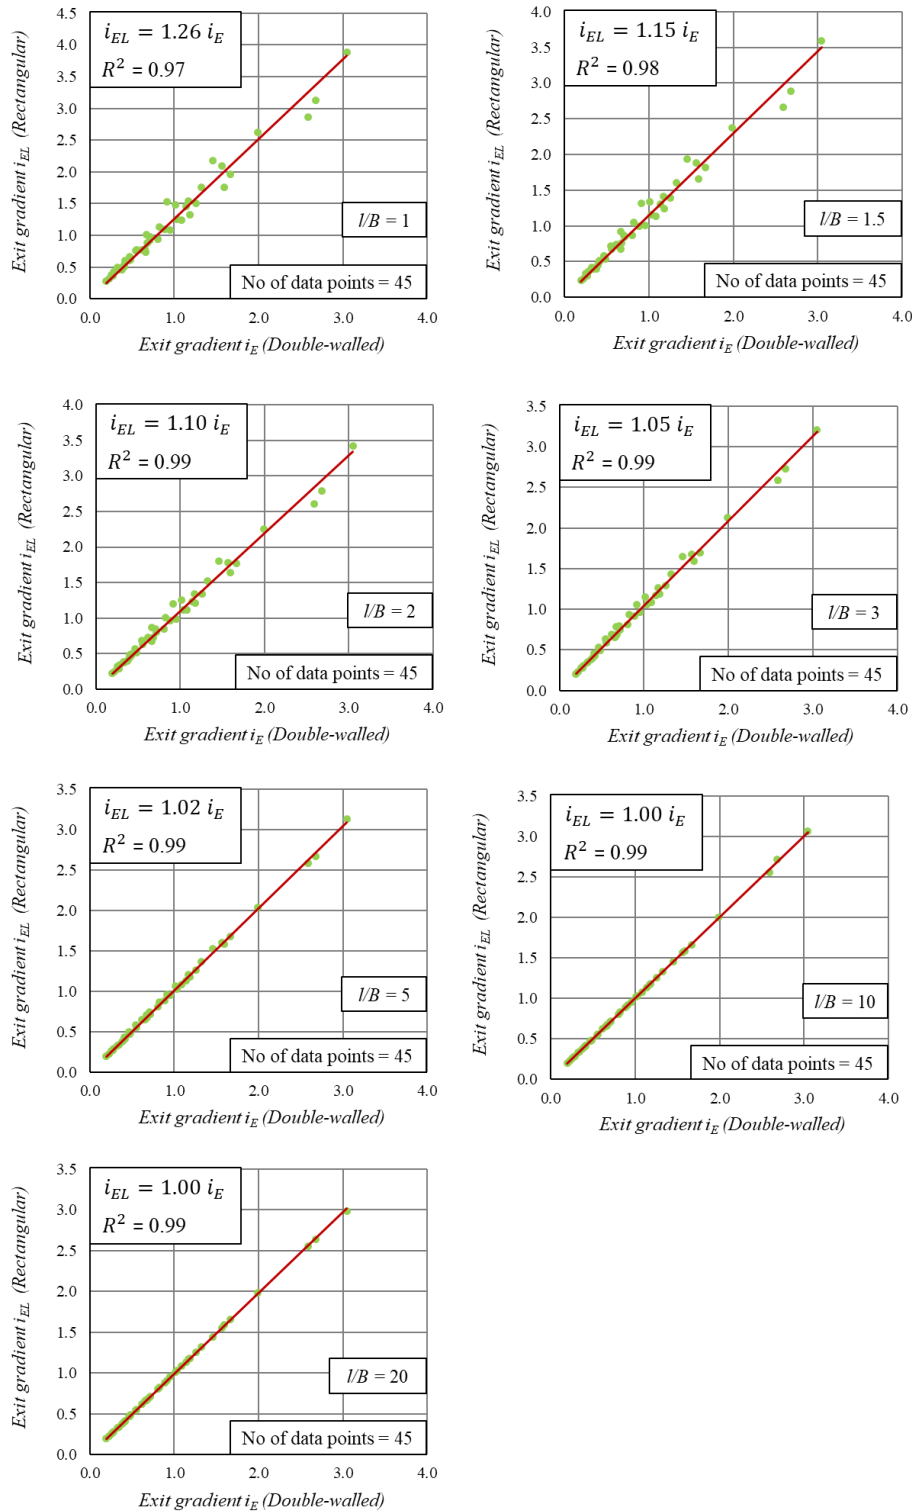 i_EL = 1.26 i_E
R² = 0.97
l/B = 1
No of data points = 45
Exit gradient i_EL (Rectangular)
4.5
4.0
3.5
3.0
2.5
2.0
1.5
1.0
0.5
0.0
0.0 1.0 2.0 3.0 4.0
Exit gradient i_E (Double-walled)
i_EL = 1.15 i_E
R² = 0.98
l/B = 1.5
No of data points = 45
Exit gradient i_EL (Rectangular)
4.0
3.5
3.0
2.5
2.0
1.5
1.0
0.5
0.0
0.0 1.0 2.0 3.0 4.0
Exit gradient i_E (Double-walled)
i_EL = 1.10 i_E
R² = 0.99
l/B = 2
No of data points = 45
Exit gradient i_EL (Rectangular)
4.0
3.5
3.0
2.5
2.0
1.5
1.0
0.5
0.0
0.0 1.0 2.0 3.0 4.0
Exit gradient i_E (Double-walled)
i_EL = 1.05 i_E
R² = 0.99
l/B = 3
No of data points = 45
Exit gradient i_EL (Rectangular)
3.5
3.0
2.5
2.0
1.5
1.0
0.5
0.0
0.0 1.0 2.0 3.0 4.0
Exit gradient i_E (Double-walled)
i_EL = 1.02 i_E
R² = 0.99
l/B = 5
No of data points = 45
Exit gradient i_EL (Rectangular)
3.5
3.0
2.5
2.0
1.5
1.0
0.5
0.0
0.0 1.0 2.0 3.0 4.0
Exit gradient i_E (Double-walled)
i_EL = 1.00 i_E
R² = 0.99
l/B = 10
No of data points = 45
Exit gradient i_EL (Rectangular)
3.5
3.0
2.5
2.0
1.5
1.0
0.5
0.0
0.0 1.0 2.0 3.0 4.0
Exit gradient i_E (Double-walled)
i_EL = 1.00 i_E
R² = 0.99
l/B = 20
No of data points = 45
Exit gradient i_EL (Rectangular)
3.5
3.0
2.5
2.0
1.5
1.0
0.5
0.0
0.0 1.0 2.0 3.0 4.0
Exit gradient i_E (Double-walled)